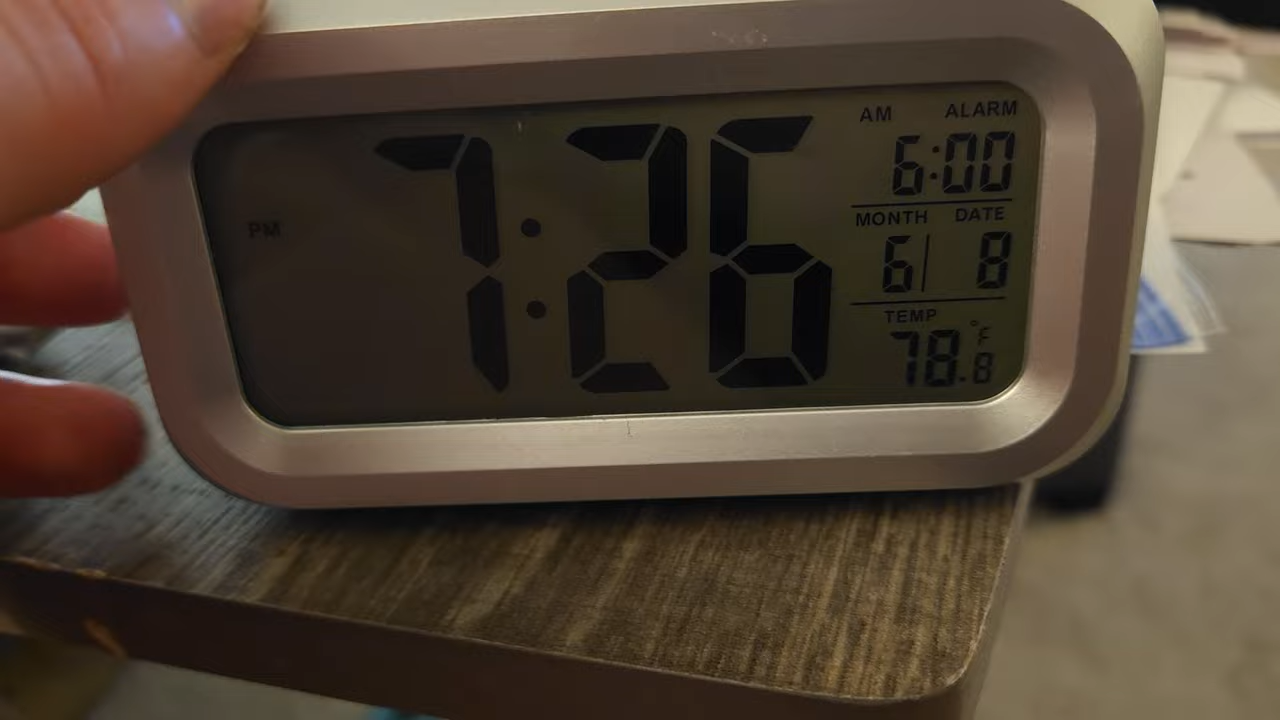 PM 7:26
AM ALARM
6:00
MONTH DATE
6| 8
TEMP
78.8 °F